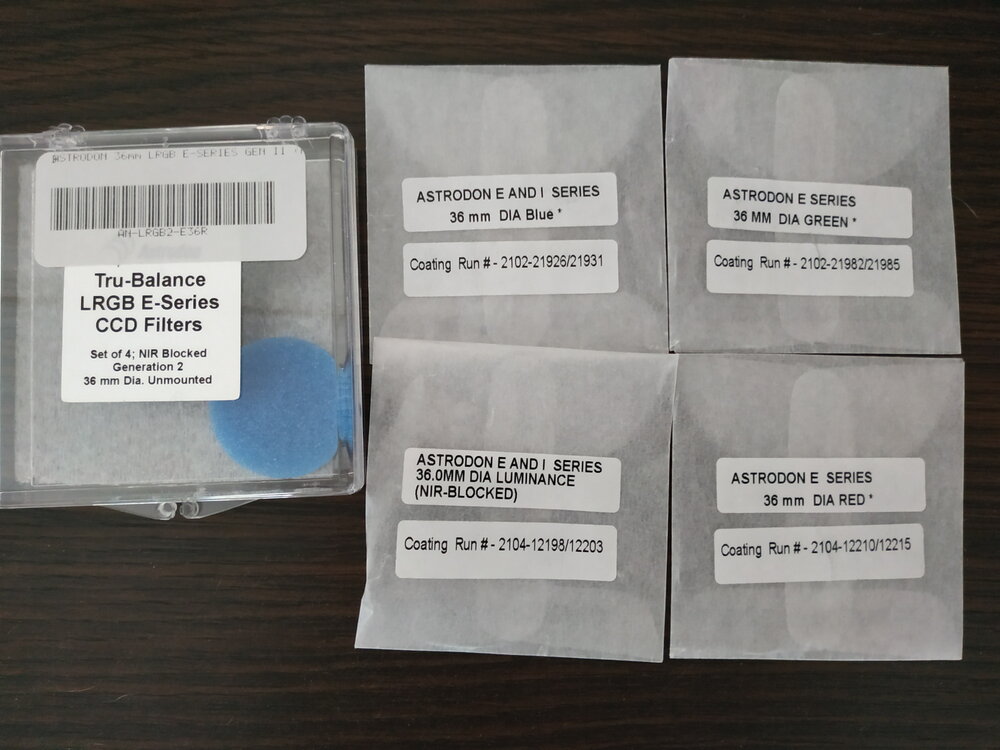 ASTRODON 36mm LRGB E-SERIES GEN II
AN-LRGB2-E36R
Tru-Balance
LRGB E-Series
CCD Filters
Set of 4; NIR Blocked
Generation 2
36 mm Dia. Unmounted
ASTRODON E AND I SERIES
36 mm DIA Blue *
Coating Run # - 2102-21926/21931
ASTRODON E SERIES
36 MM DIA GREEN *
Coating Run # - 2102-21982/21985
ASTRODON E AND I SERIES
36.0MM DIA LUMINANCE
(NIR-BLOCKED)
Coating Run # - 2104-12198/12203
ASTRODON E SERIES
36 mm DIA RED *
Coating Run # - 2104-12210/12215